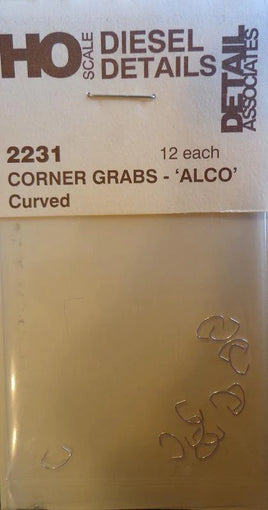 HO SCALE DIESEL DETAILS
DETAIL ASSOCIATES
2231 12 each
CORNER GRABS - 'ALCO'
Curved